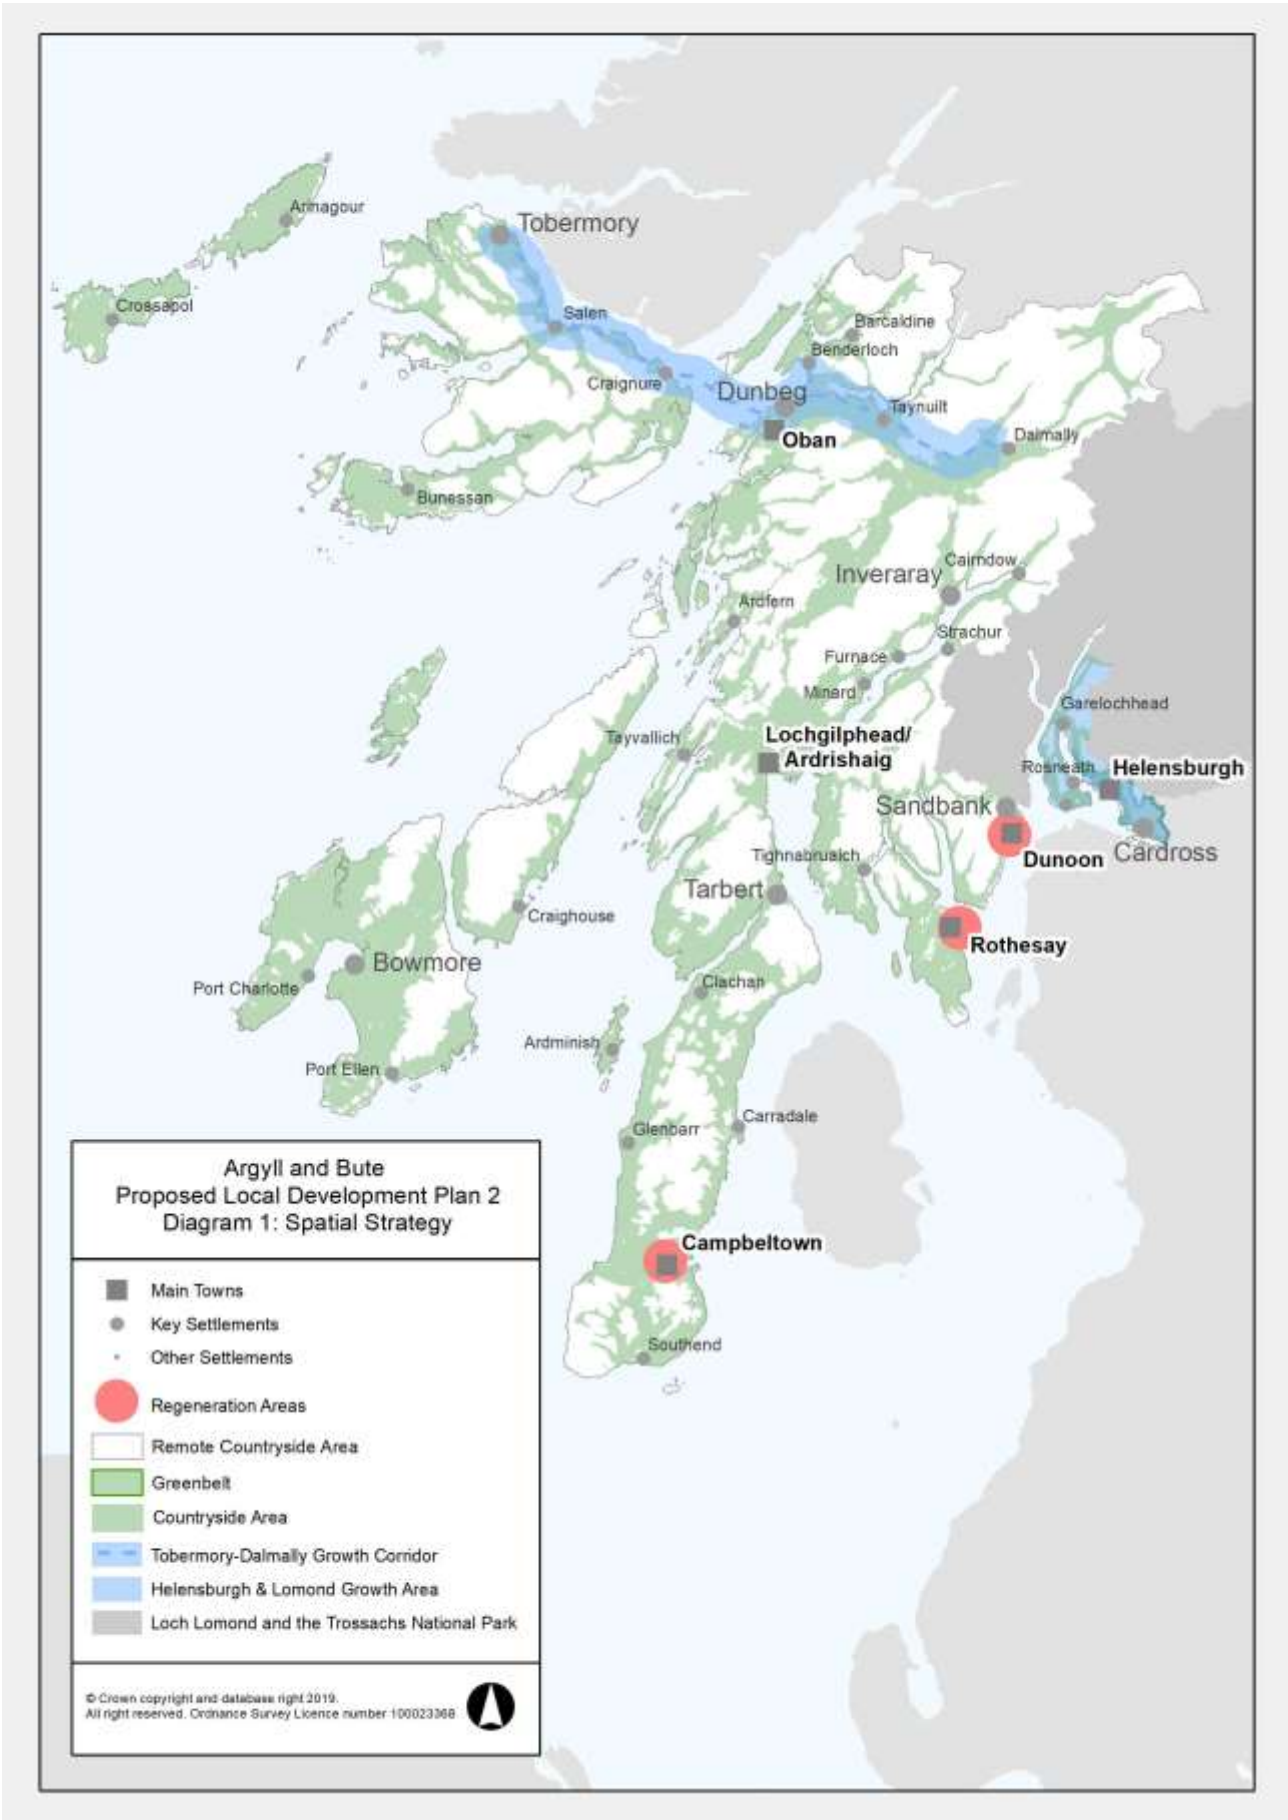 Arinagour
Tobermory
Crossapol
Salen
Barcaldine
Benderloch
Craignure
Dunbeg
Taynuilt
Oban
Dalmally
Bunessan
Cairndow
Inveraray
Ardfern
Strachur
Furnace
Minard
Garelochhead
Lochgilphead/
Ardrishaig
Tayvallich
Rosneath
Helensburgh
Sandbank
Dunoon
Cardross
Tighnabruaich
Tarbert
Craighouse
Rothesay
Bowmore
Port Charlotte
Clachan
Ardminish
Port Ellen
Carradale
Glenbarr
Campbeltown
Southend
Argyll and Bute
Proposed Local Development Plan 2
Diagram 1: Spatial Strategy
Main Towns
Key Settlements
Other Settlements
Regeneration Areas
Remote Countryside Area
Greenbelt
Countryside Area
Tobermory-Dalmally Growth Corridor
Helensburgh & Lomond Growth Area
Loch Lomond and the Trossachs National Park
© Crown copyright and database right 2019.
All right reserved. Ordnance Survey Licence number 100023368